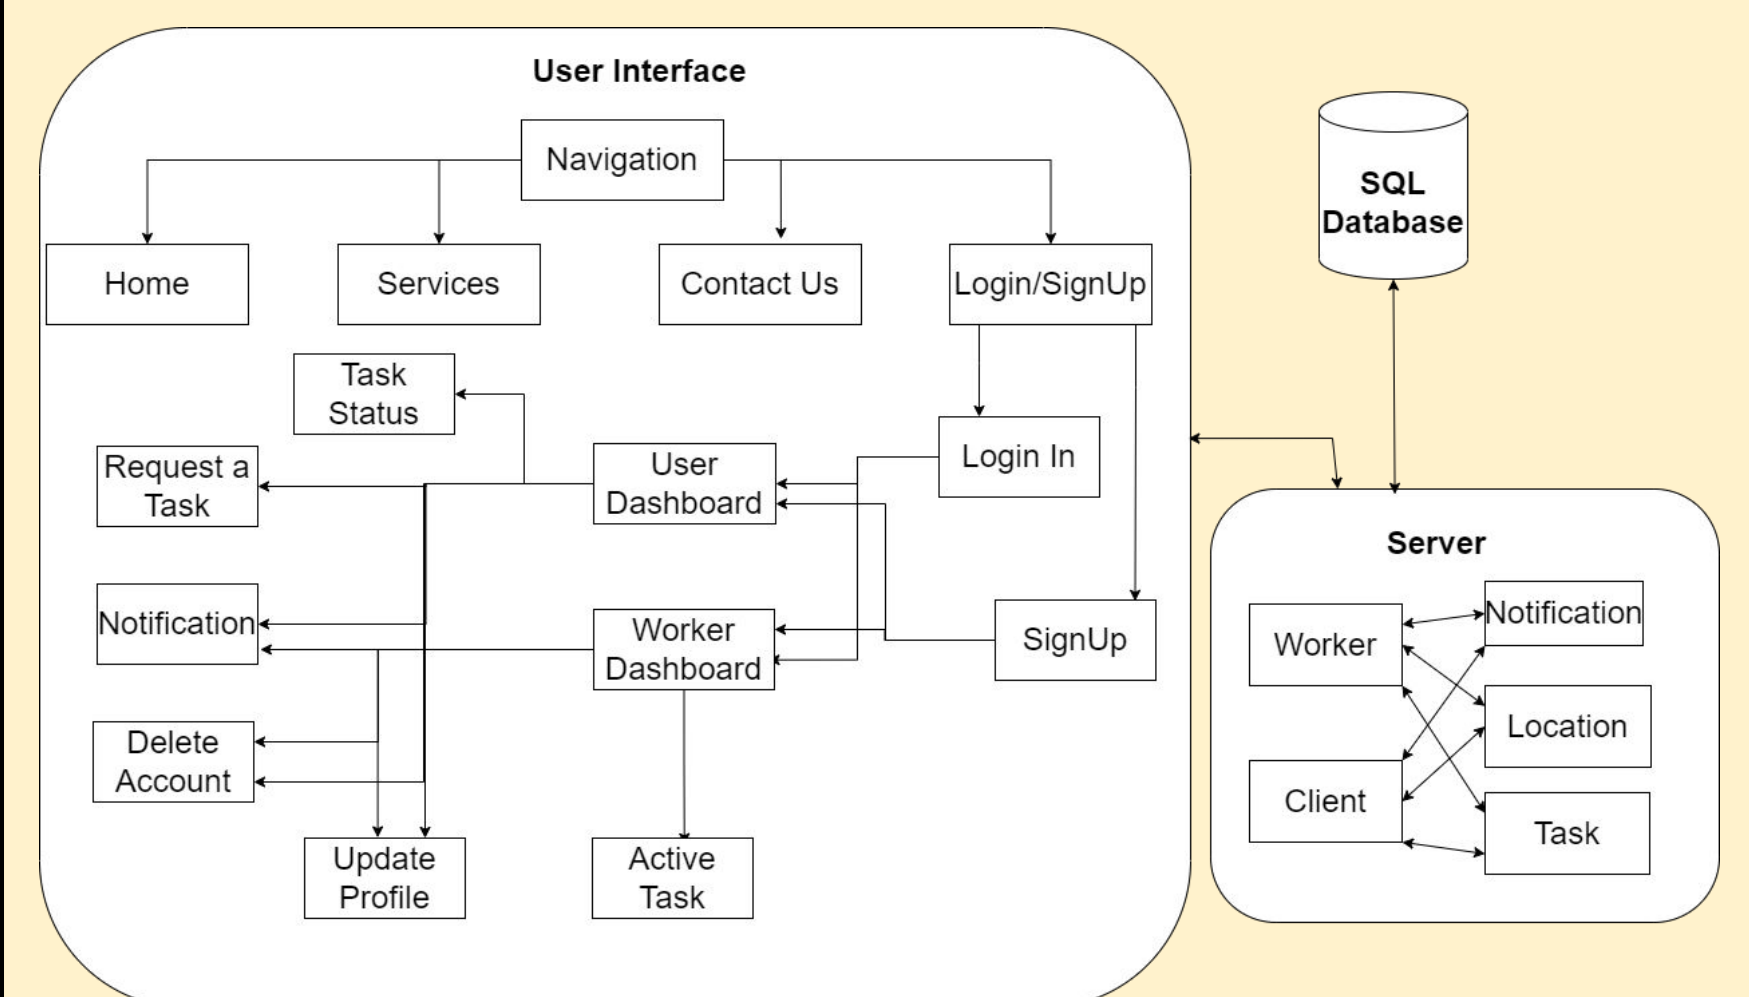 User Interface
Navigation
Home
Services
Contact Us
Login/SignUp
Task
Status
Request a
Task
User
Dashboard
Login In
Notification
Worker
Dashboard
SignUp
Delete
Account
Update
Profile
Active
Task
SQL
Database
Server
Worker
Notification
Location
Client
Task